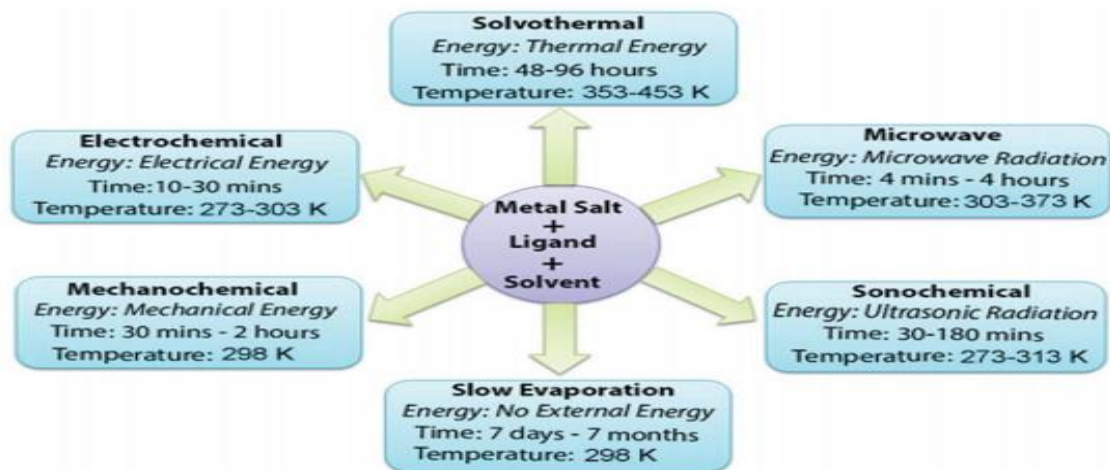 Solvothermal
Energy: Thermal Energy
Time: 48-96 hours
Temperature: 353-453 K
Electrochemical
Energy: Electrical Energy
Time:10-30 mins
Temperature: 273-303 K
Microwave
Energy: Microwave Radiation
Time: 4 mins - 4 hours
Temperature: 303-373 K
Metal Salt
+
Ligand
+
Solvent
Mechanochemical
Energy: Mechanical Energy
Time: 30 mins - 2 hours
Temperature: 298 K
Sonochemical
Energy: Ultrasonic Radiation
Time: 30-180 mins
Temperature: 273-313 K
Slow Evaporation
Energy: No External Energy
Time: 7 days - 7 months
Temperature: 298 K